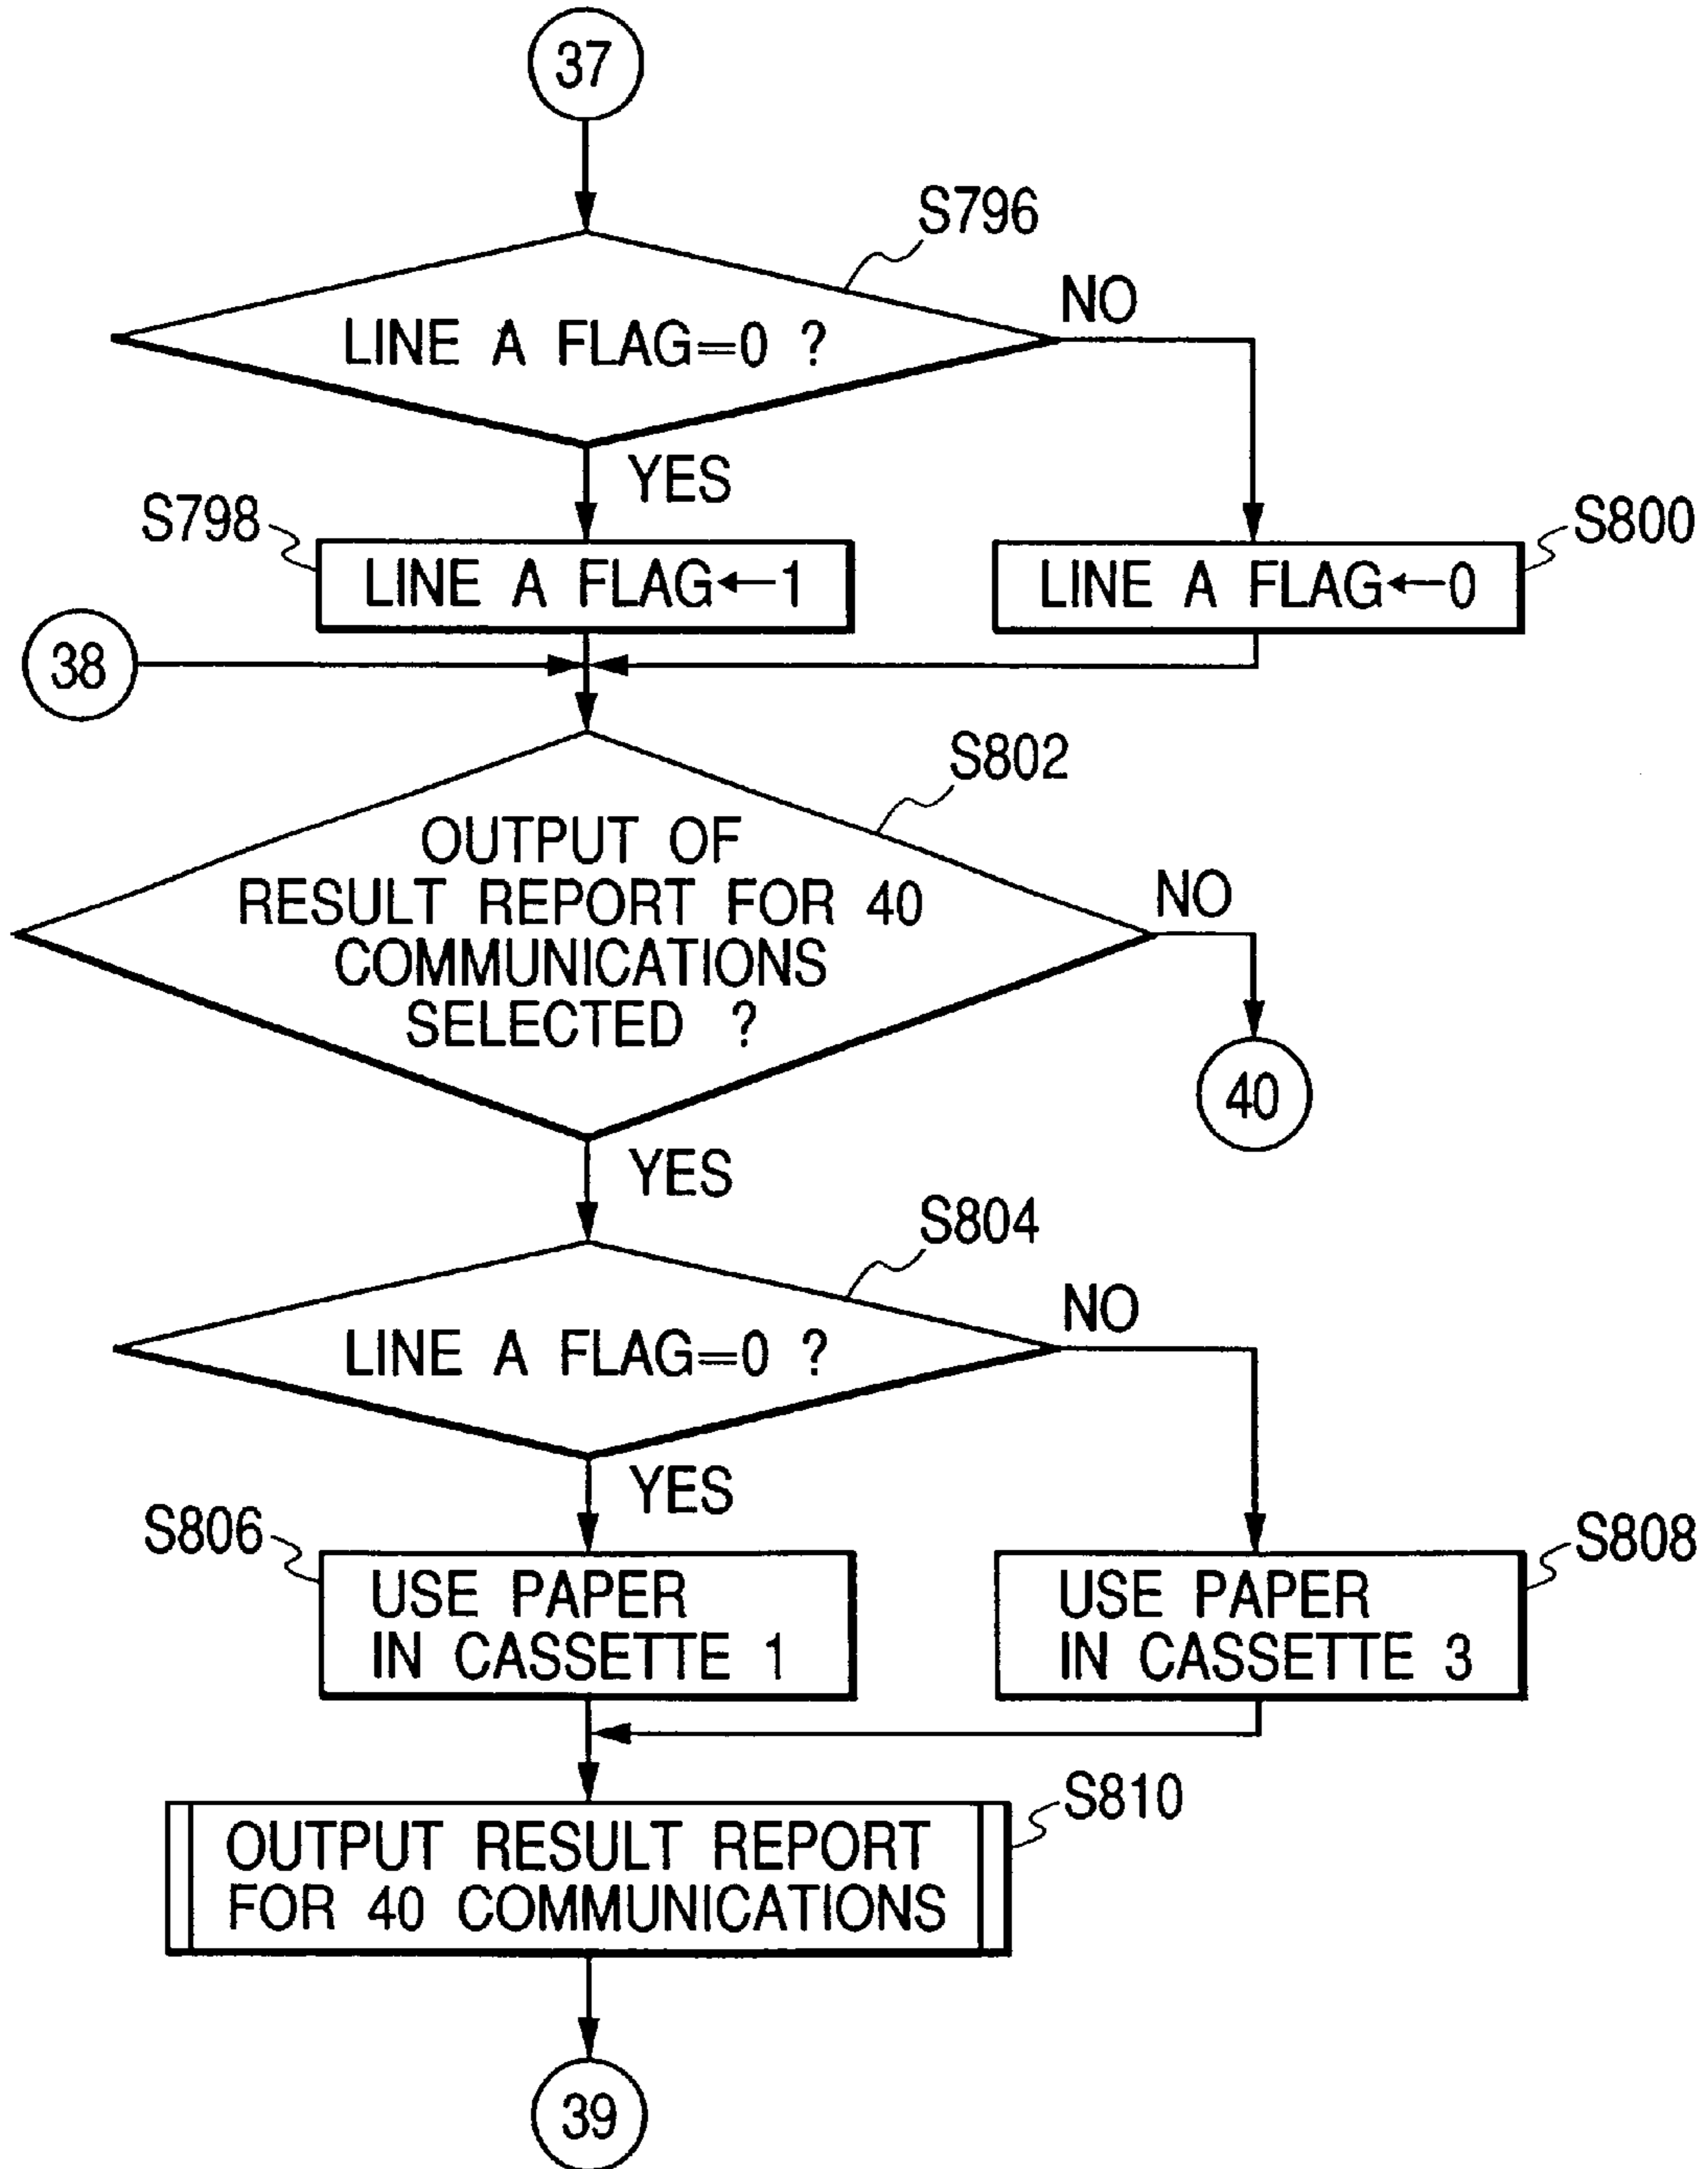 37
S796
LINE A FLAG=0 ?
NO
YES
S798
LINE A FLAG←1
S800
LINE A FLAG←0
38
S802
OUTPUT OF
RESULT REPORT FOR 40
COMMUNICATIONS
SELECTED ?
NO
40
YES
S804
LINE A FLAG=0 ?
NO
YES
S806
USE PAPER
IN CASSETTE 1
S808
USE PAPER
IN CASSETTE 3
S810
OUTPUT RESULT REPORT
FOR 40 COMMUNICATIONS
39